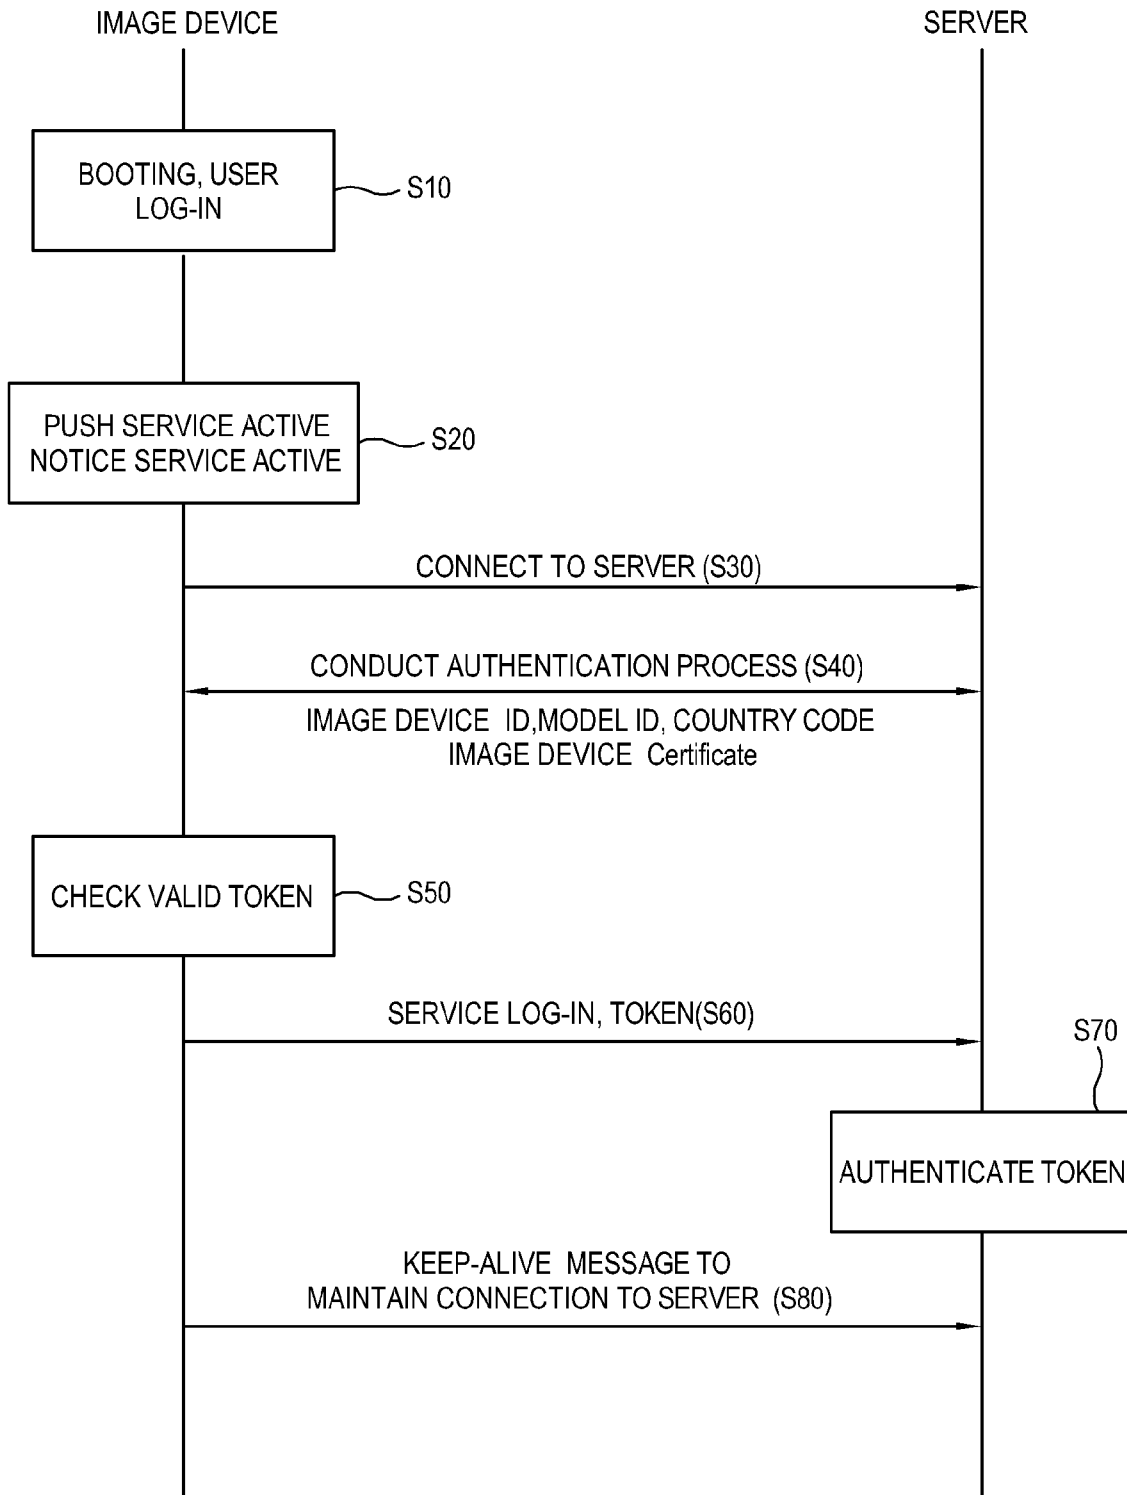 IMAGE DEVICE
SERVER
BOOTING, USER
LOG-IN
S10
PUSH SERVICE ACTIVE
NOTICE SERVICE ACTIVE
S20
CONNECT TO SERVER (S30)
CONDUCT AUTHENTICATION PROCESS (S40)
IMAGE DEVICE ID,MODEL ID, COUNTRY CODE
IMAGE DEVICE Certificate
CHECK VALID TOKEN
S50
SERVICE LOG-IN, TOKEN(S60)
S70
AUTHENTICATE TOKEN
KEEP-ALIVE MESSAGE TO
MAINTAIN CONNECTION TO SERVER (S80)